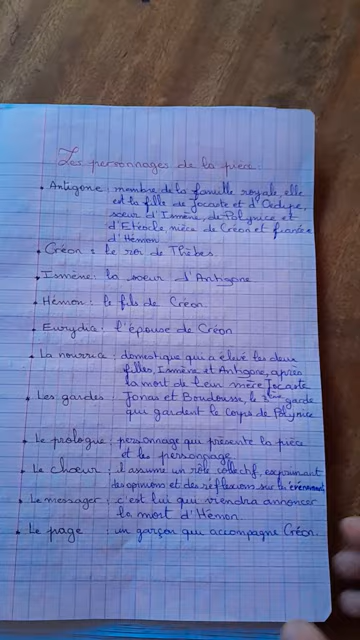 Les personnages de la pièce :
• Antigone : membre de la famille royale, elle
est la fille de Jocaste et d'Oedipe,
soeur d'Ismène, de Polynice et
d'Etéocle nièce de Créon et fiancée
d'Hémon
• Créon : Le roi de Thèbes.
• Ismène : la soeur d'Antigone
• Hémon : le fils de Créon.
• Eurydice : l'épouse de Créon
• La nourrice : domestique qui a élevé les deux
filles, Ismène et Antigone, après
la mort de leur mère Jocaste
• Les gardes : Jonas et Boudousse, le 2ème garde
qui gardent le corps de Polynice
• Le prologue : personnage qui présente la pièce
et les personnage
• Le choeur : il assume un rôle collectif, exprimant
des opinions et des réflexions sur les événements
• Le messager : c'est lui qui viendra annoncer
la mort d'Hémon.
• Le page : un garçon qui accompagne Créon.